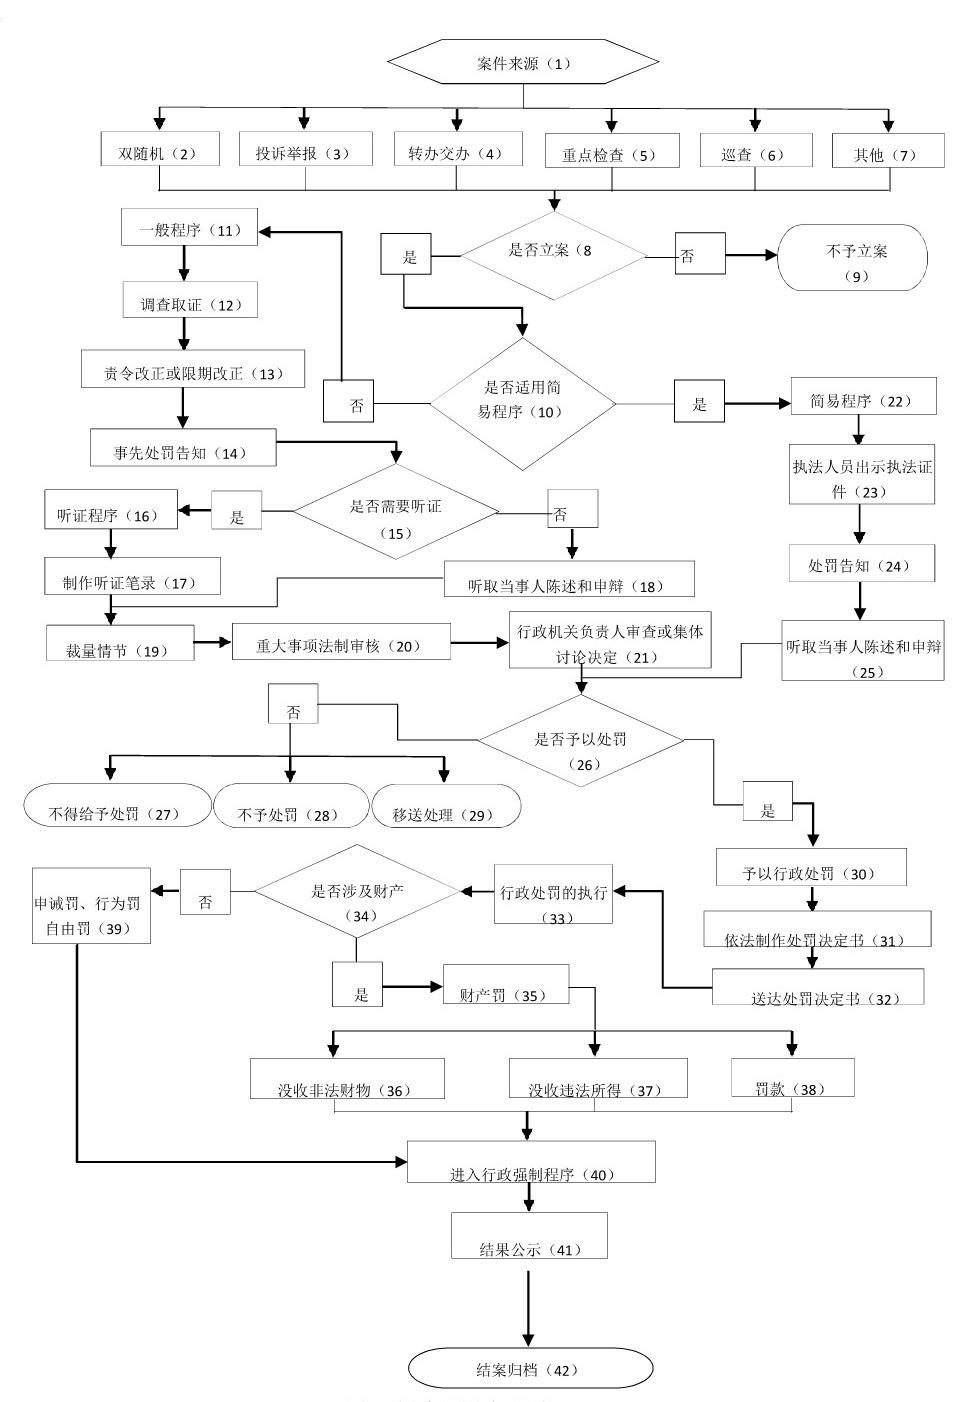 案件来源（1）
双随机（2）
投诉举报（3）
转办交办（4）
重点检查（5）
巡查（6）
其他（7）
一般程序（11）
是
是否立案（8
否
不予立案
（9）
调查取证（12）
责令改正或限期改正（13）
否
是否适用简
易程序（10）
是
简易程序（22）
事先处罚告知（14）
执法人员出示执法证
件（23）
听证程序（16）
是
是否需要听证
（15）
否
制作听证笔录（17）
听取当事人陈述和申辩（18）
处罚告知（24）
裁量情节（19）
重大事项法制审核（20）
行政机关负责人审查或集体
讨论决定（21）
听取当事人陈述和申辩
（25）
否
是否予以处罚
（26）
不得给予处罚（27）
不予处罚（28）
移送处理（29）
是
予以行政处罚（30）
申诫罚、行为罚
自由罚（39）
否
是否涉及财产
（34）
行政处罚的执行
（33）
依法制作处罚决定书（31）
是
财产罚（35）
送达处罚决定书（32）
没收非法财物（36）
没收违法所得（37）
罚款（38）
进入行政强制程序（40）
结果公示（41）
结案归档（42）